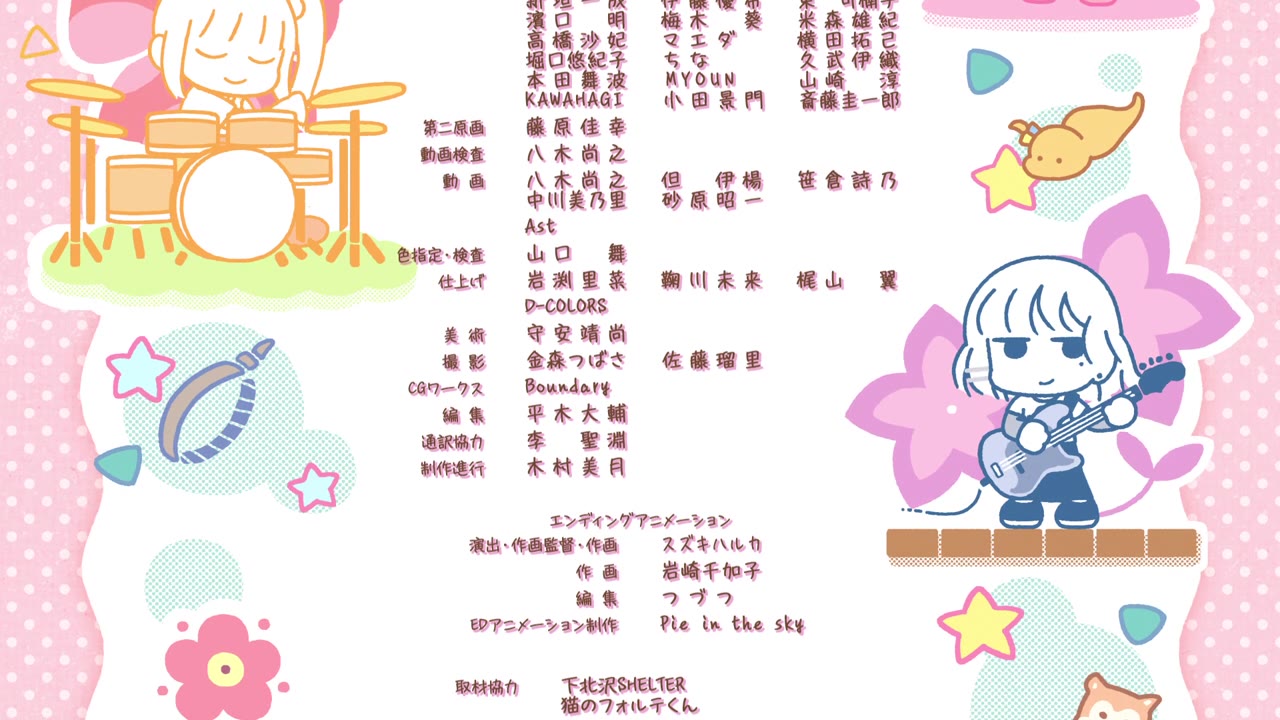 濱口 明 梅木 葵 米森雄紀
高橋沙妃 マエダ 横田拓己
堀口悠紀子 ちな 久武伊織
本田舞波 MYOUN 山崎 淳
KAWAHAGI 小田景門 斎藤圭一郎
第二原画 藤原佳幸
動画検査 八木尚之
動画 八木尚之 但 伊楊 笹倉詩乃
中川美乃里 砂原昭一
Ast
色指定・検査 山口 舞
仕上げ 岩渕里菜 鞠川未来 梶山 翼
D-COLORS
美術 守安靖尚
撮影 金森つばさ 佐藤瑠里
CGワークス Boundary
編集 平木大輔
通訳協力 李 聖淵
制作進行 木村美月
エンディングアニメーション
演出・作画監督・作画 スズキハルカ
作画 岩崎千加子
編集 つづつ
EDアニメーション制作 Pie in the sky
取材協力 下北沢SHELTER
猫のフォルテくん